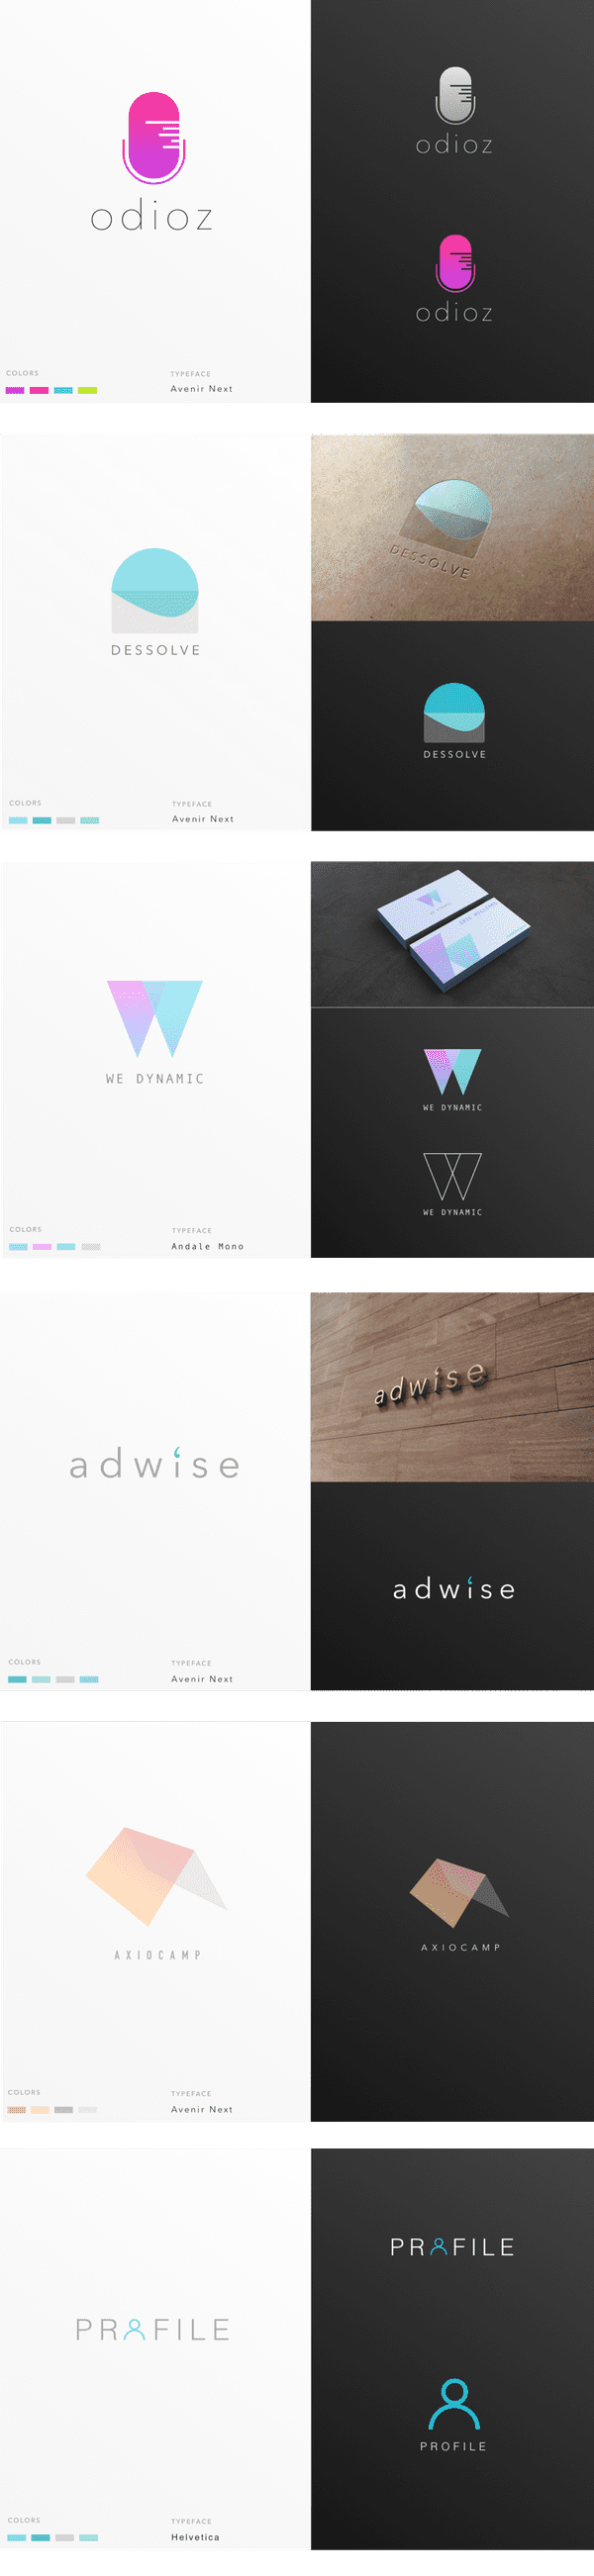 odioz
odioz
odioz
COLORS
TYPEFACE
Avenir Next
DESSOLVE
DESSOLVE
DESSOLVE
COLORS
TYPEFACE
Avenir Next
WE DYNAMIC
WE DYNAMIC
WE DYNAMIC
WE DYNAMIC
COLORS
TYPEFACE
Andale Mono
adwise
adwise
adwise
COLORS
TYPEFACE
Avenir Next
AXIOCAMP
AXIOCAMP
COLORS
TYPEFACE
Avenir Next
PROFILE
PROFILE
PROFILE
COLORS
TYPEFACE
Helvetica